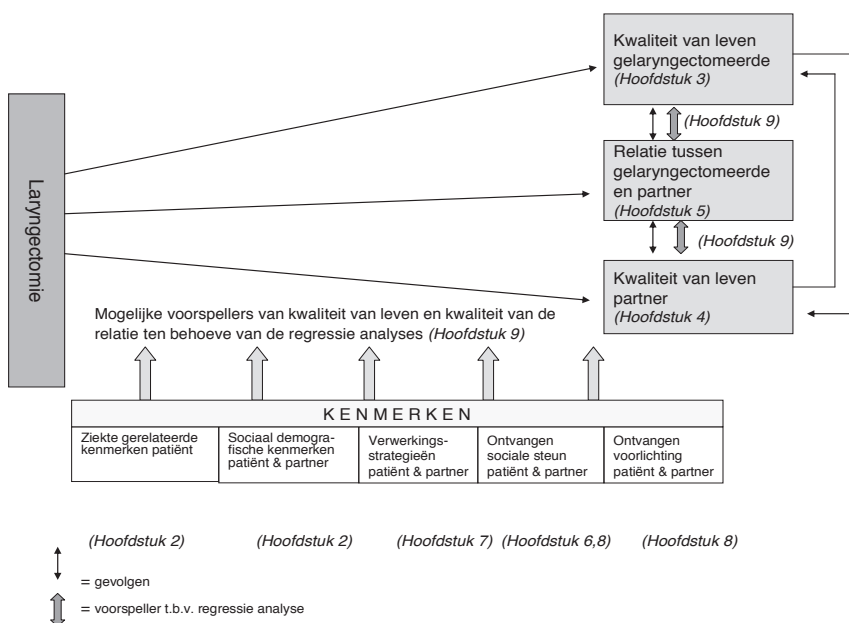 Kwaliteit van leven
gelaryngectomeerde
(Hoofdstuk 3)
(Hoofdstuk 9)
Relatie tussen
gelaryngectomeerde
en partner
(Hoofdstuk 5)
(Hoofdstuk 9)
Kwaliteit van leven
partner
(Hoofdstuk 4)
Laryngectomie
Mogelijke voorspellers van kwaliteit van leven en kwaliteit van de
relatie ten behoeve van de regressie analyses (Hoofdstuk 9)
KENMERKEN
Ziekte gerelateerde
kenmerken patiënt
Sociaal demogra-
fische kenmerken
patiënt & partner
Verwerkings-
strategieën
patiënt & partner
Ontvangen
sociale steun
patiënt & partner
Ontvangen
voorlichting
patiënt & partner
(Hoofdstuk 2) (Hoofdstuk 2) (Hoofdstuk 7) (Hoofdstuk 6,8) (Hoofdstuk 8)
= gevolgen
= voorspeller t.b.v. regressie analyse